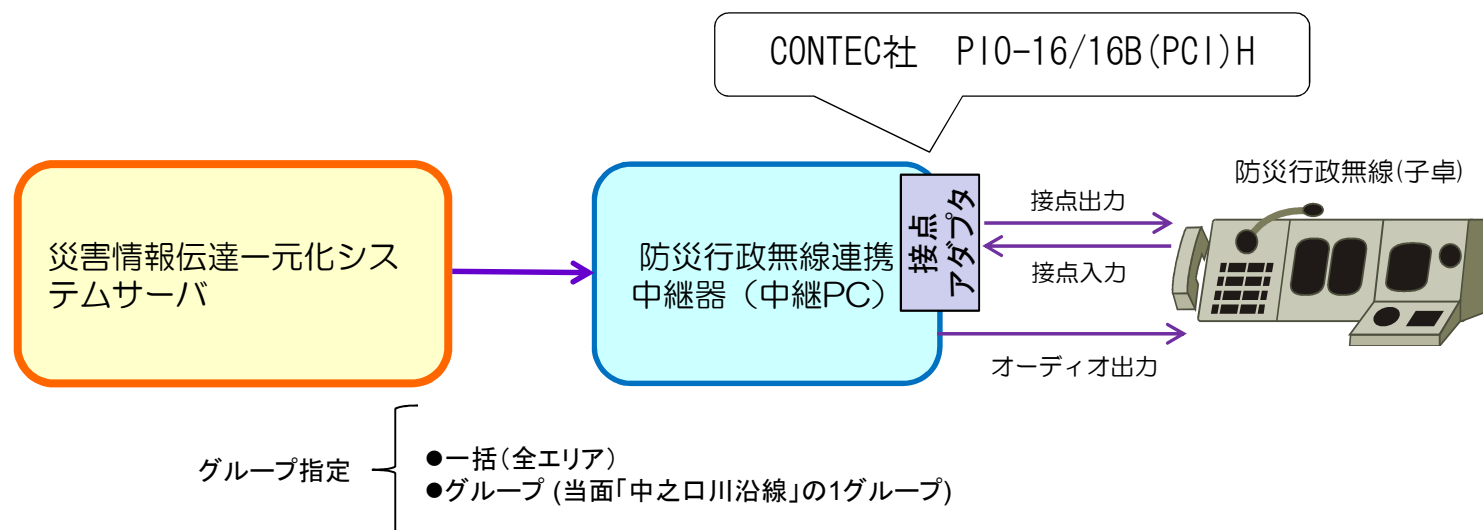 CONTEC社　PIO-16/16B(PCI)H
防災行政無線(子卓)
災害情報伝達一元化シス
テムサーバ
防災行政無線連携
中継器（中継PC）
接点
アダプタ
接点出力
接点入力
オーディオ出力
グループ指定
●一括(全エリア)
●グループ (当面「中之口川沿線」の1グループ)